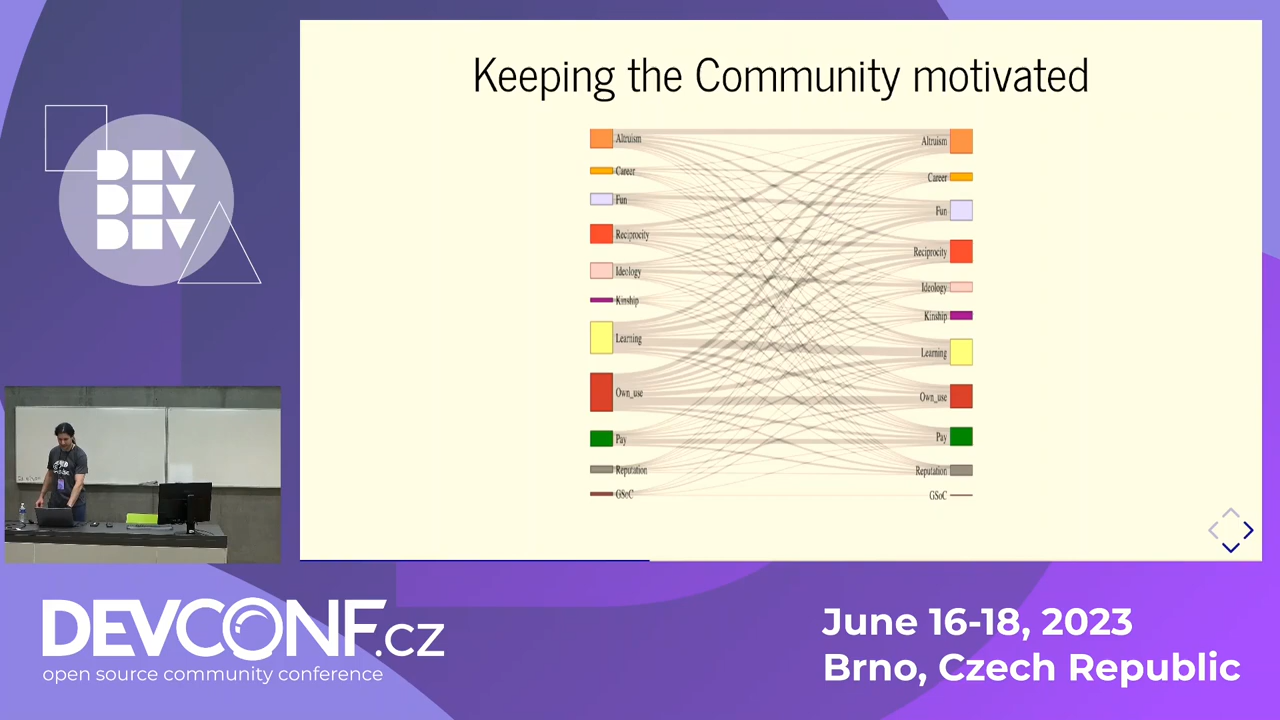 Keeping the Community motivated
Altruism
Career
Fun
Reciprocity
Ideology
Kinship
Learning
Own_use
Pay
Reputation
GSoC
Altruism
Career
Fun
Reciprocity
Ideology
Kinship
Learning
Own_use
Pay
Reputation
GSoC
DEV
DEV
DEV
DEVCONF.cz
open source community conference
June 16-18, 2023
Brno, Czech Republic